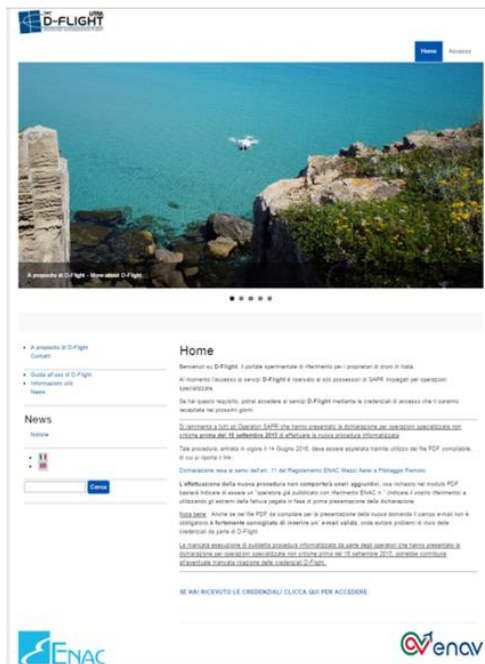 D-FLIGHT
Home
Accesso
A proposito di D-Flight - More about D-Flight
A proposito di D-Flight
Contatti
Guida all'uso di D-Flight
Informazioni utili
News
News
Notizie
Cerca
Home
Benvenuti su D-Flight, il portale sperimentale di riferimento per i proprietari di droni in Italia.
Al momento l'accesso ai servizi D-Flight è riservato ai soli possessori di SAPR impiegati per operazioni
specializzate.
Se hai questo requisito, potrai accedere ai servizi D-Flight mediante le credenziali di accesso che ti saranno
recapitate nei prossimi giorni
Si rammenta a tutti gli Operatori SAPR che hanno presentato la dichiarazione per operazioni specializzate non
critiche prima del 16 settembre 2015 di effettuare la nuova procedura informatizzata.
Tale procedura, entrata in vigore il 14 Giugno 2016, deve essere espletata tramite utilizzo del file PDF compilabile,
di cui si riporta il link:
Dichiarazione resa ai sensi dell'art. 11 del Regolamento ENAC Mezzi Aerei a Pilotaggio Remoto
L'effettuazione della nuova procedura non comporterà oneri aggiuntivi, ove richiesto nel modulo PDF
basterà indicare di essere un "operatore già pubblicato con riferimento ENAC n." (indicare il vostro riferimento) e
utilizzando gli estremi delle fatture pagate in fase di prima presentazione della dichiarazione.
Nota bene: Anche se nel file PDF da compilare per la presentazione della nuova domanda il campo e-mail non è
obbligatorio è fortemente consigliato di inserire un' e-mail valida, onde evitare problemi di invio delle
credenziali da parte di D-Flight.
La mancata esecuzione di suddetta procedura informatizzata da parte degli operatori che hanno presentato la
dichiarazione per operazioni specializzate non critiche prima del 16 settembre 2015, potrebbe contribuire
all'eventuale mancata ricezione delle credenziali D-Flight.
SE HAI RICEVUTO LE CREDENZIALI CLICCA QUI PER ACCEDERE.
ENAC
enav